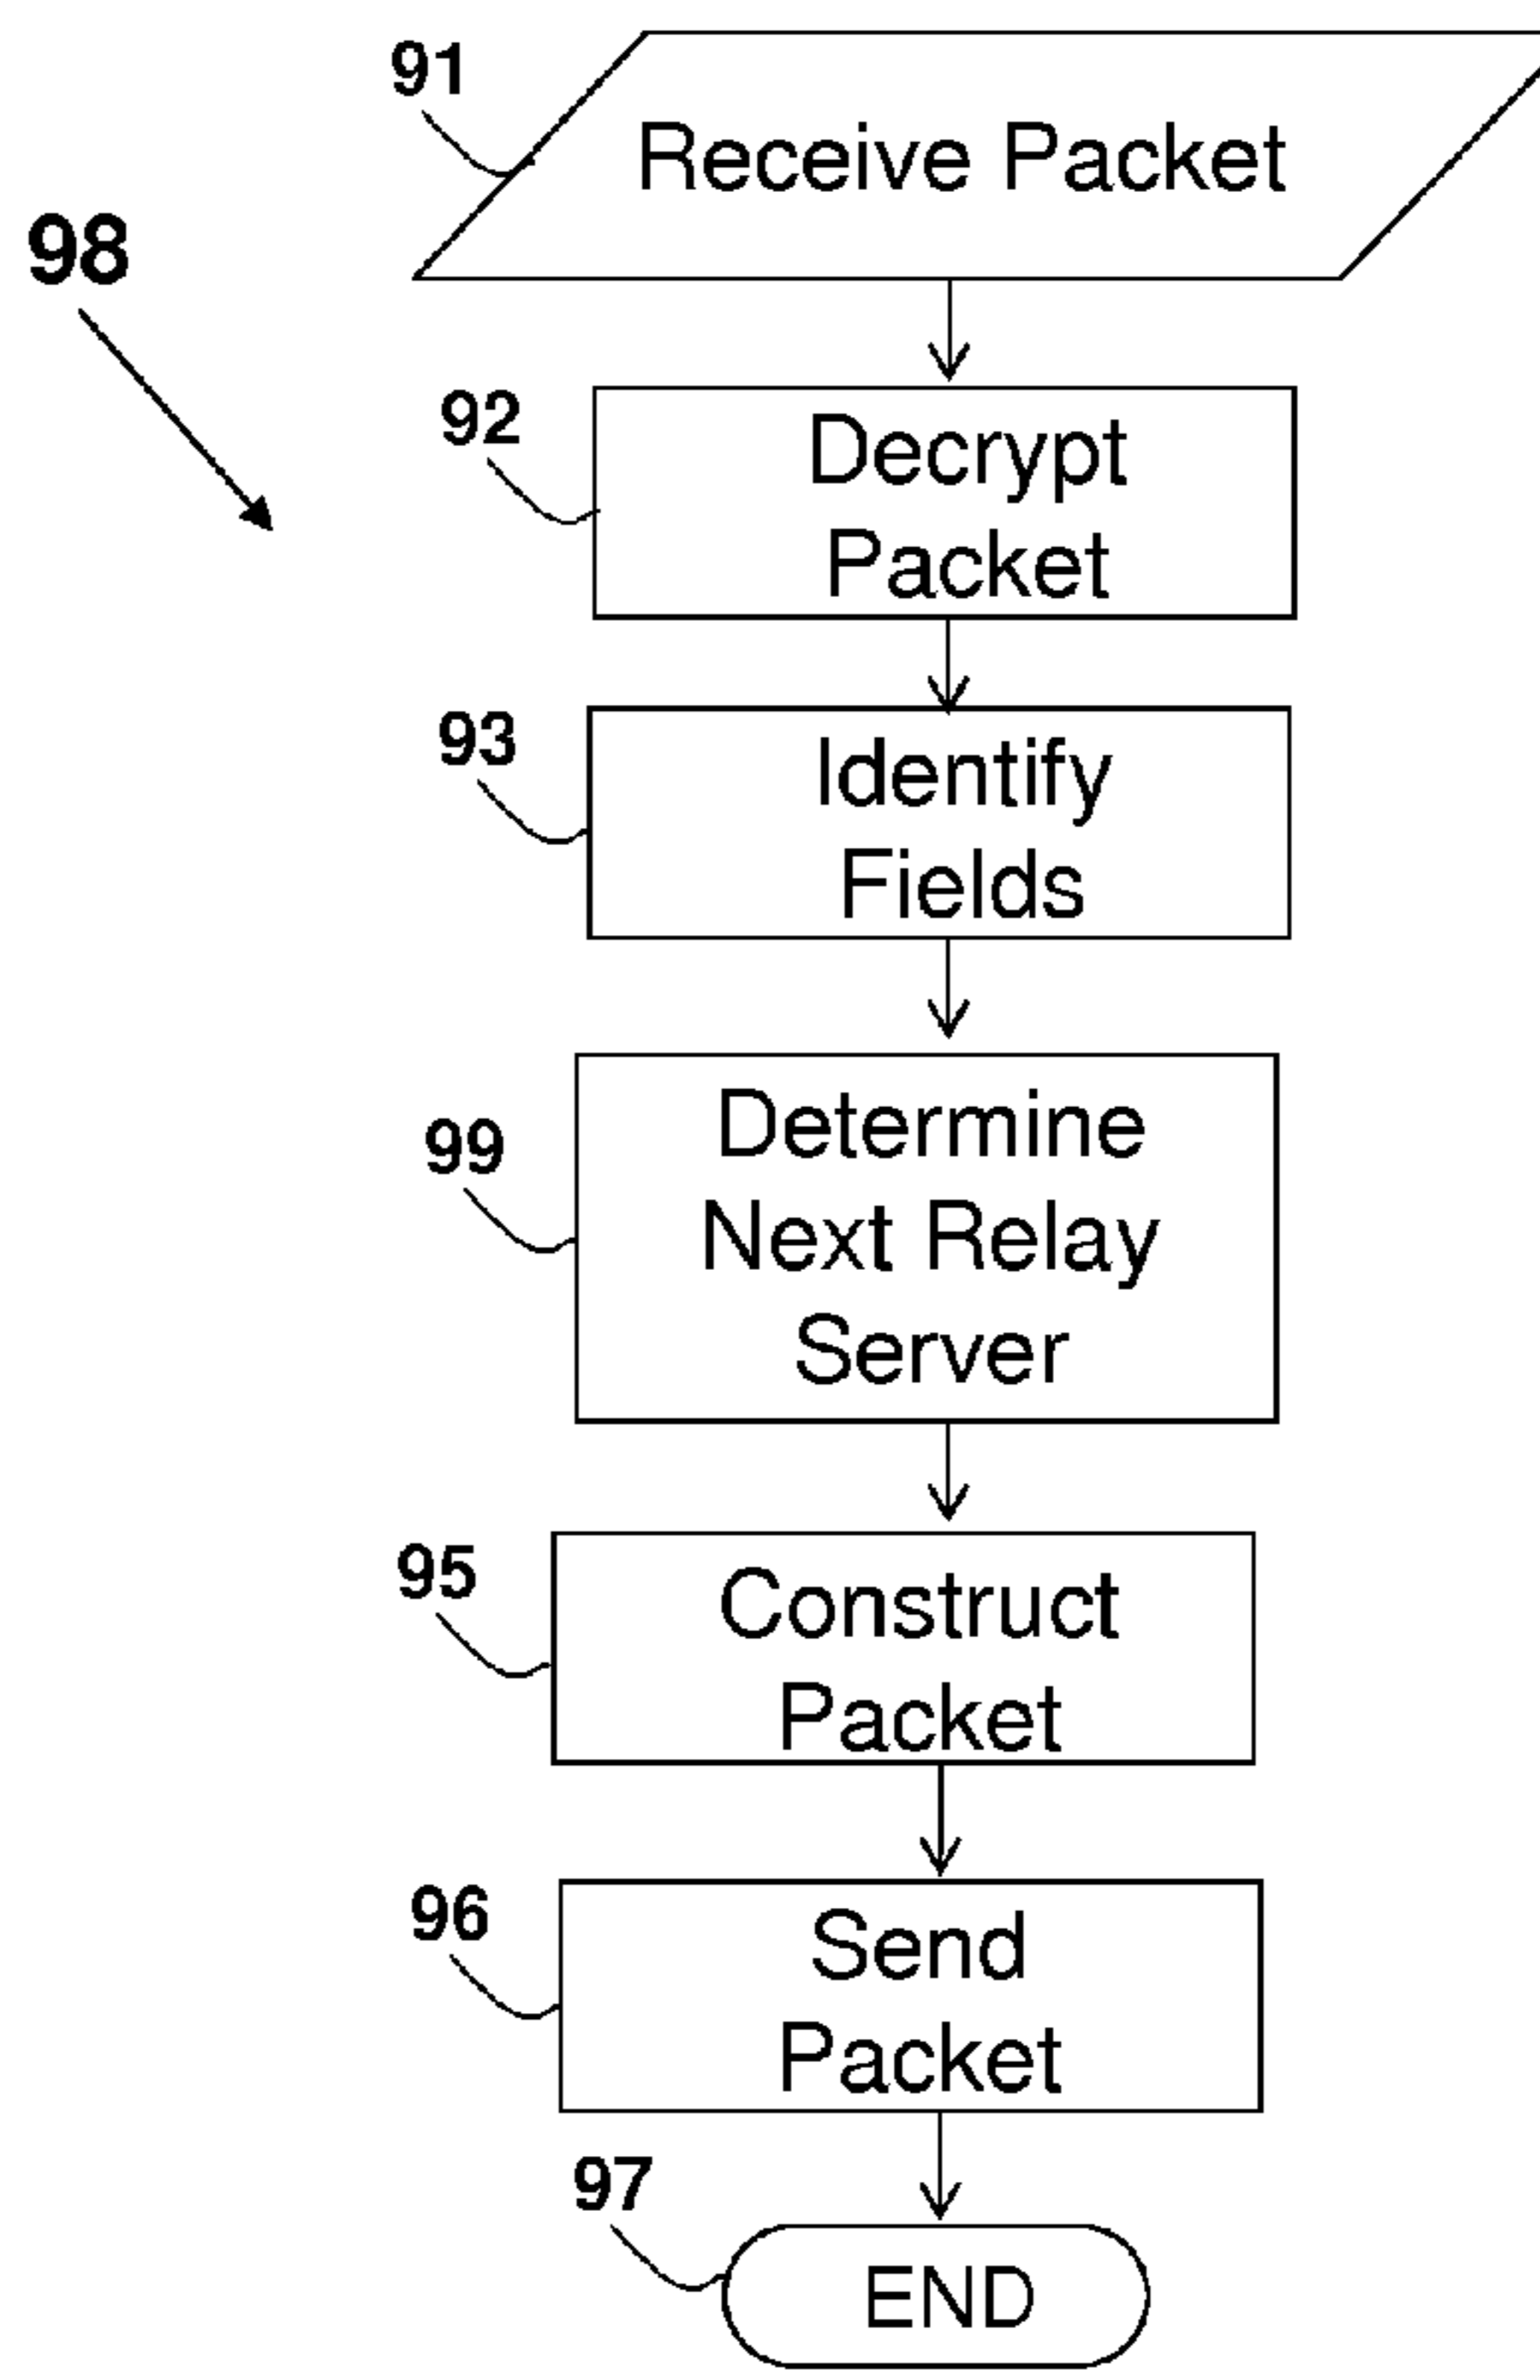 91
Receive Packet
98
92
Decrypt
Packet
93
Identify
Fields
99
Determine
Next Relay
Server
95
Construct
Packet
96
Send
Packet
97
END